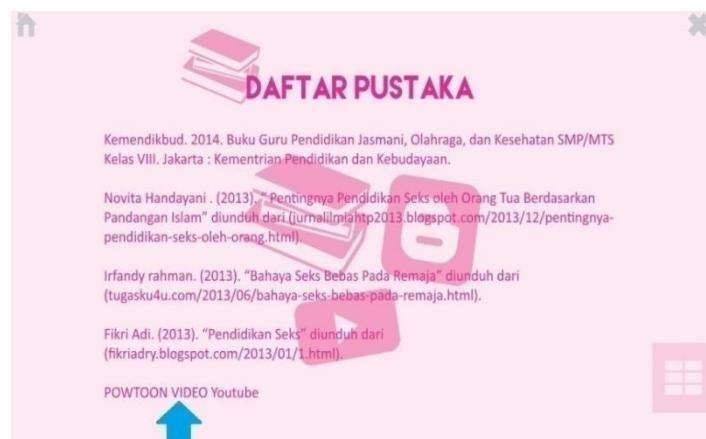 DAFTAR PUSTAKA
Kemendikbud. 2014. Buku Guru Pendidikan Jasmani, Olahraga, dan Kesehatan SMP/MTS
Kelas VIII. Jakarta : Kementrian Pendidikan dan Kebudayaan.
Novita Handayani . (2013). “ Pentingnya Pendidikan Seks oleh Orang Tua Berdasarkan
Pandangan Islam” diunduh dari (jurnalilmiahtp2013.blogspot.com/2013/12/pentingnya-
pendidikan-seks-oleh-orang.html).
Irfandy rahman. (2013). “Bahaya Seks Bebas Pada Remaja” diunduh dari
(tugasku4u.com/2013/06/bahaya-seks-bebas-pada-remaja.html).
Fikri Adi. (2013). “Pendidikan Seks” diunduh dari
(fikriadry.blogspot.com/2013/01/1.html).
POWTOON VIDEO Youtube